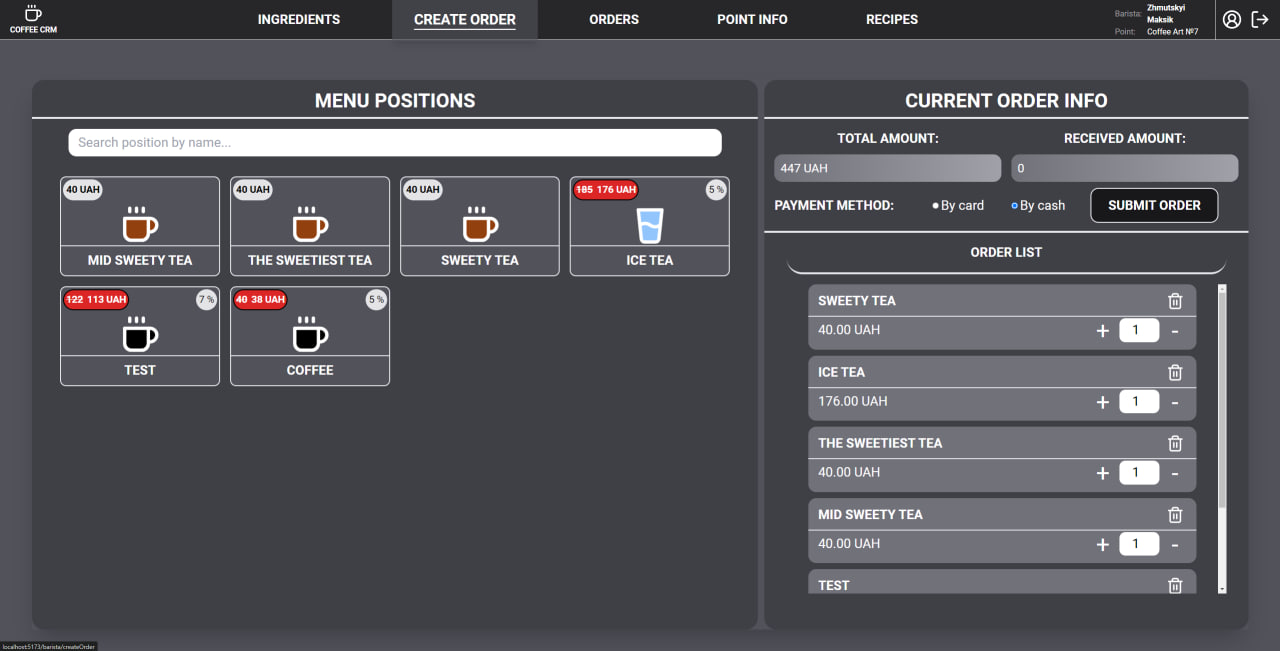 COFFEE CRM
INGREDIENTS
CREATE ORDER
ORDERS
POINT INFO
RECIPES
Barista: Zhmutskyi Maksik
Point: Coffee Art №7
MENU POSITIONS
Search position by name...
40 UAH
MID SWEETY TEA
40 UAH
THE SWEETIEST TEA
40 UAH
SWEETY TEA
185 176 UAH
5 %
ICE TEA
122 113 UAH
7 %
TEST
40 38 UAH
5 %
COFFEE
CURRENT ORDER INFO
TOTAL AMOUNT:
RECEIVED AMOUNT:
447 UAH
0
PAYMENT METHOD:
By card
By cash
SUBMIT ORDER
ORDER LIST
SWEETY TEA
40.00 UAH
+ 1 -
ICE TEA
176.00 UAH
+ 1 -
THE SWEETIEST TEA
40.00 UAH
+ 1 -
MID SWEETY TEA
40.00 UAH
+ 1 -
TEST
localhost:5173/barista/createOrder